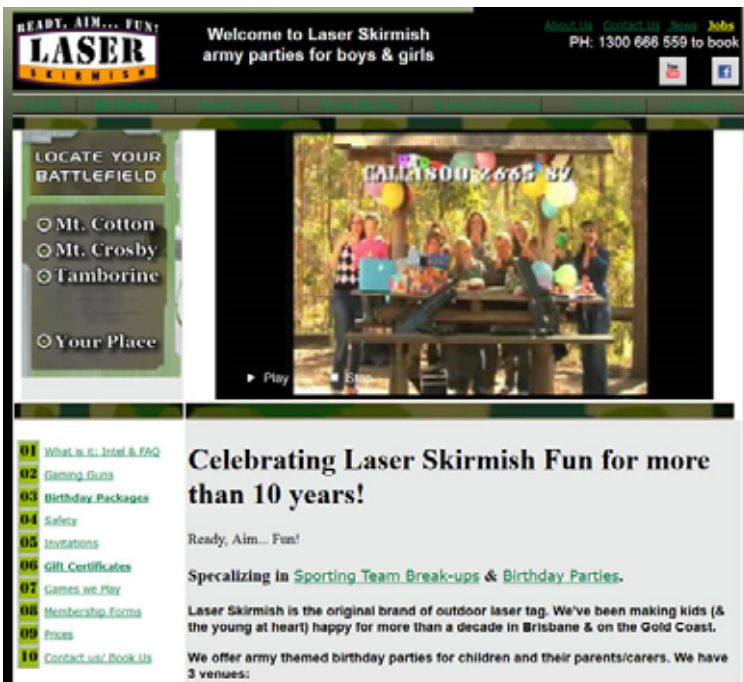 READY, AIM... FUN!
LASER
SKIRMISH
Welcome to Laser Skirmish
army parties for boys & girls
About Us Contact Us News Jobs
PH: 1300 666 559 to book
HOME Birthdays
LOCATE YOUR
BATTLEFIELD
Mt. Cotton
Mt. Crosby
Tamborine
Your Place
CALL 1800 2665 87
Play Stop
01 What is it: Intel & FAQ
02 Gaming Guns
03 Birthday Packages
04 Safety
05 Invitations
06 Gift Certificates
07 Games we Play
08 Membership Forms
09 Prices
10 Contact us/ Book Us
Celebrating Laser Skirmish Fun for more
than 10 years!
Ready, Aim... Fun!
Specalizing in Sporting Team Break-ups & Birthday Parties.
Laser Skirmish is the original brand of outdoor laser tag. We've been making kids (&
the young at heart) happy for more than a decade in Brisbane & on the Gold Coast.
We offer army themed birthday parties for children and their parents/carers. We have
3 venues: